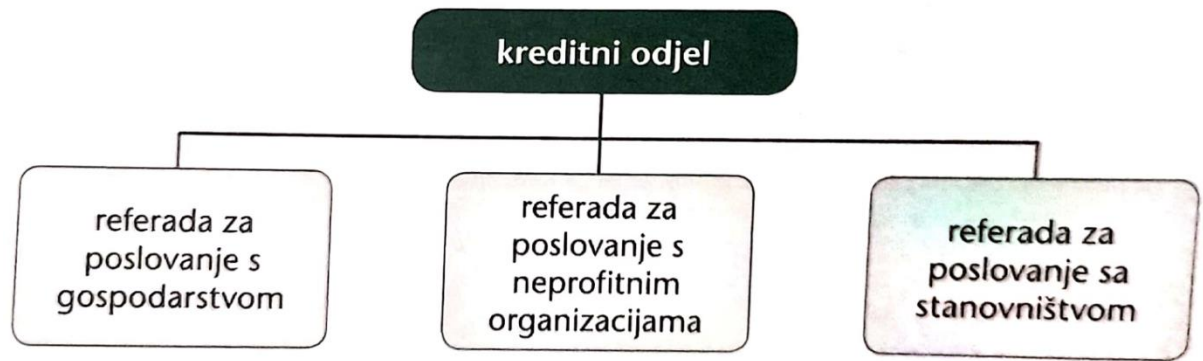 kreditni odjel
referada za
poslovanje s
gospodarstvom
referada za
poslovanje s
neprofitnim
organizacijama
referada za
poslovanje sa
stanovništvom